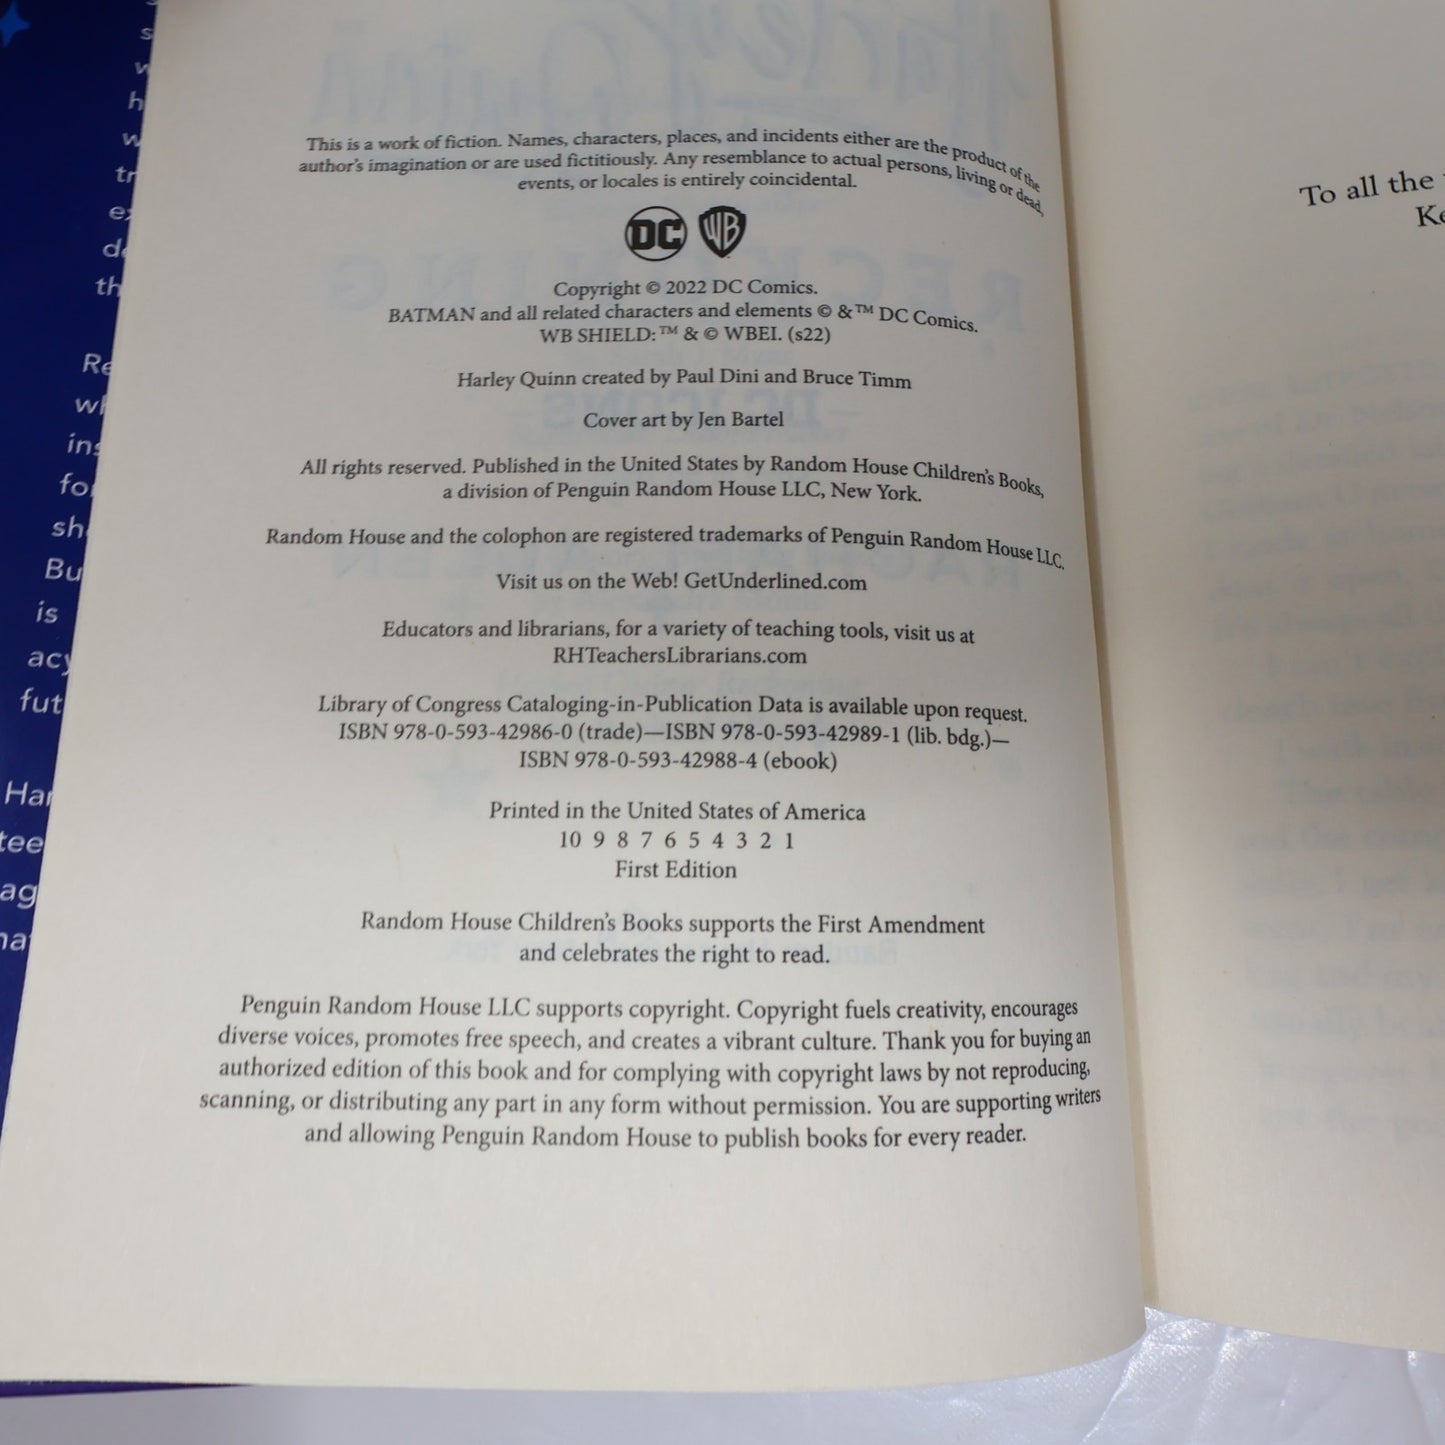 This is a work of fiction. Names, characters, places, and incidents either are the product of the
author's imagination or are used fictitiously. Any resemblance to actual persons, living or dead,
events, or locales is entirely coincidental.
DC WB
Copyright © 2022 DC Comics.
BATMAN and all related characters and elements © & ™ DC Comics.
WB SHIELD: ™ & © WBEI. (s22)
Harley Quinn created by Paul Dini and Bruce Timm
Cover art by Jen Bartel
All rights reserved. Published in the United States by Random House Children's Books,
a division of Penguin Random House LLC, New York.
Random House and the colophon are registered trademarks of Penguin Random House LLC.
Visit us on the Web! GetUnderlined.com
Educators and librarians, for a variety of teaching tools, visit us at
RHTeachersLibrarians.com
Library of Congress Cataloging-in-Publication Data is available upon request.
ISBN 978-0-593-42986-0 (trade)—ISBN 978-0-593-42989-1 (lib. bdg.)—
ISBN 978-0-593-42988-4 (ebook)
Printed in the United States of America
10 9 8 7 6 5 4 3 2 1
First Edition
Random House Children's Books supports the First Amendment
and celebrates the right to read.
Penguin Random House LLC supports copyright. Copyright fuels creativity, encourages
diverse voices, promotes free speech, and creates a vibrant culture. Thank you for buying an
authorized edition of this book and for complying with copyright laws by not reproducing,
scanning, or distributing any part in any form without permission. You are supporting writers
and allowing Penguin Random House to publish books for every reader.
To all the